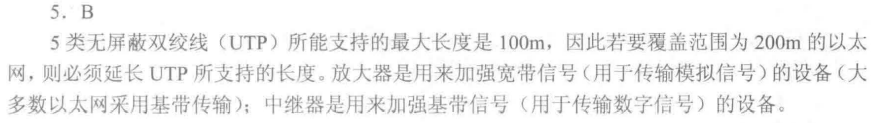 5. B
5 类无屏蔽双绞线（UTP）所能支持的最大长度是 100m，因此若要覆盖范围为 200m 的以太
网，则必须延长 UTP 所支持的长度。放大器是用来加强宽带信号（用于传输模拟信号）的设备（大
多数以太网采用基带传输）；中继器是用来加强基带信号（用于传输数字信号）的设备。